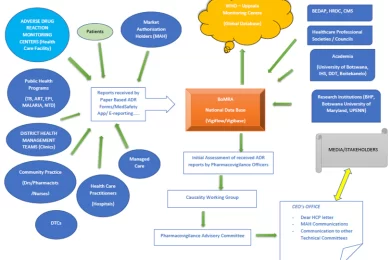 ADVERSE DRUG
REACTION
MONITORING
CENTERS (Health
Care Facility)
Patients
Market
Authorization
Holders (MAH)
WHO – Uppsala
Monitoring Centre
(Global Database)
BEDAP, HRDC, CMS
Healthcare Professional
Societies / Councils
Academia
(University of Botswana,
Public Health
Programs
(TB, ART, EPI,
MALARIA, NTD)
Reports received by
Paper Based ADR
Forms/MedSafety
App/ E-reporting....
BoMRA
National Data Base
(Vigiflow/Vigibase)
Research Institutions (BHP,
Botswana University of
Maryland, UPENN)
DISTRICT HEALTH
MANAGEMENT
TEAMS (Clinics)
MEDIA/STAKEHOLDERS
Managed
Care
Initial Assessment of received ADR
reports by Pharmacovigilance Officers
Community Practice
(Drs/Pharmacists
/Nurses)
Health Care
Practitioners
(Hospitals)
Causality Working Group
CEO's OFFICE
- Dear HCP letter
- MAH Communications
- Communication to other
Technical Committees
DTCs
Pharmacovigilance Advisory Committee